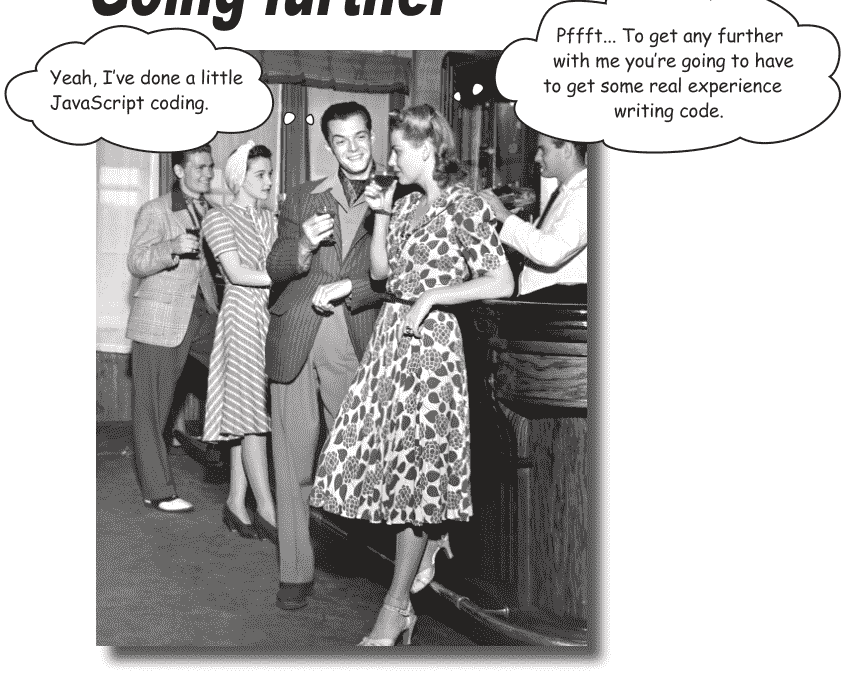 Going further
Yeah, I've done a little
JavaScript coding.
Pffft... To get any further
with me you're going to have
to get some real experience
writing code.